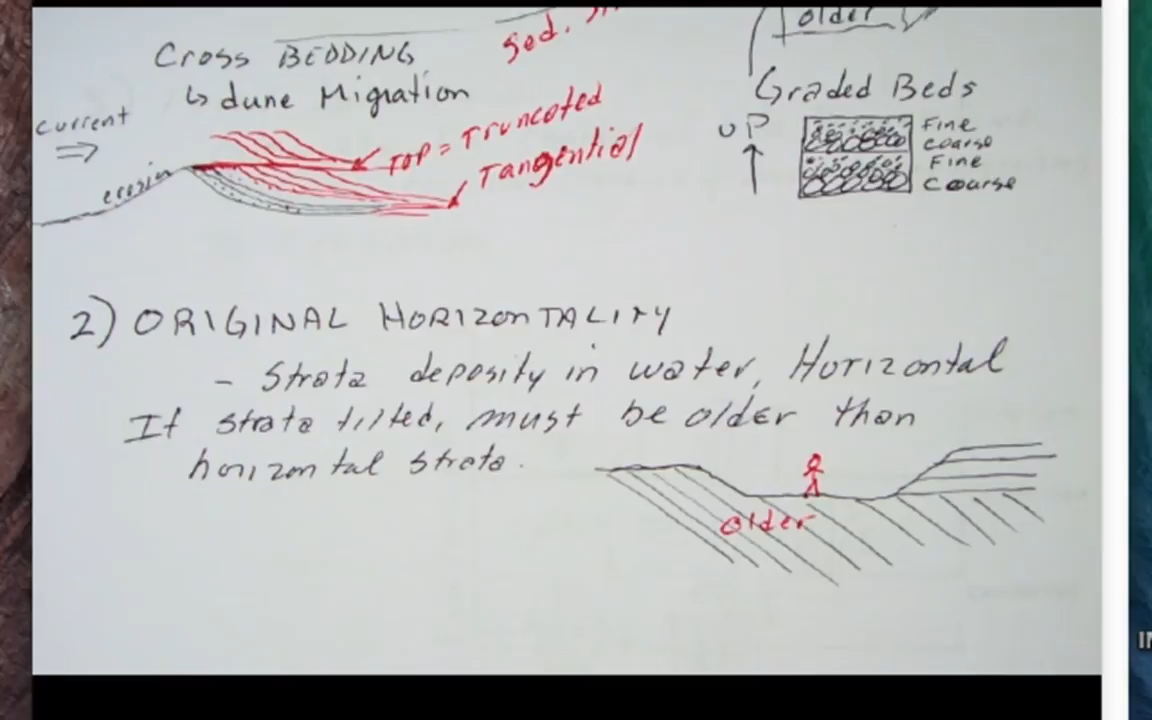 Sed.
older
CROSS BEDDING
↳ dune Migration
current
erosion
TOP = Truncated
Tangential
Graded Beds
UP
Fine
coarse
Fine
coarse
2) ORIGINAL HORIZONTALITY
- Strata deposity in water, Horizontal
If strata tilted, must be older than
horizontal strata.
older